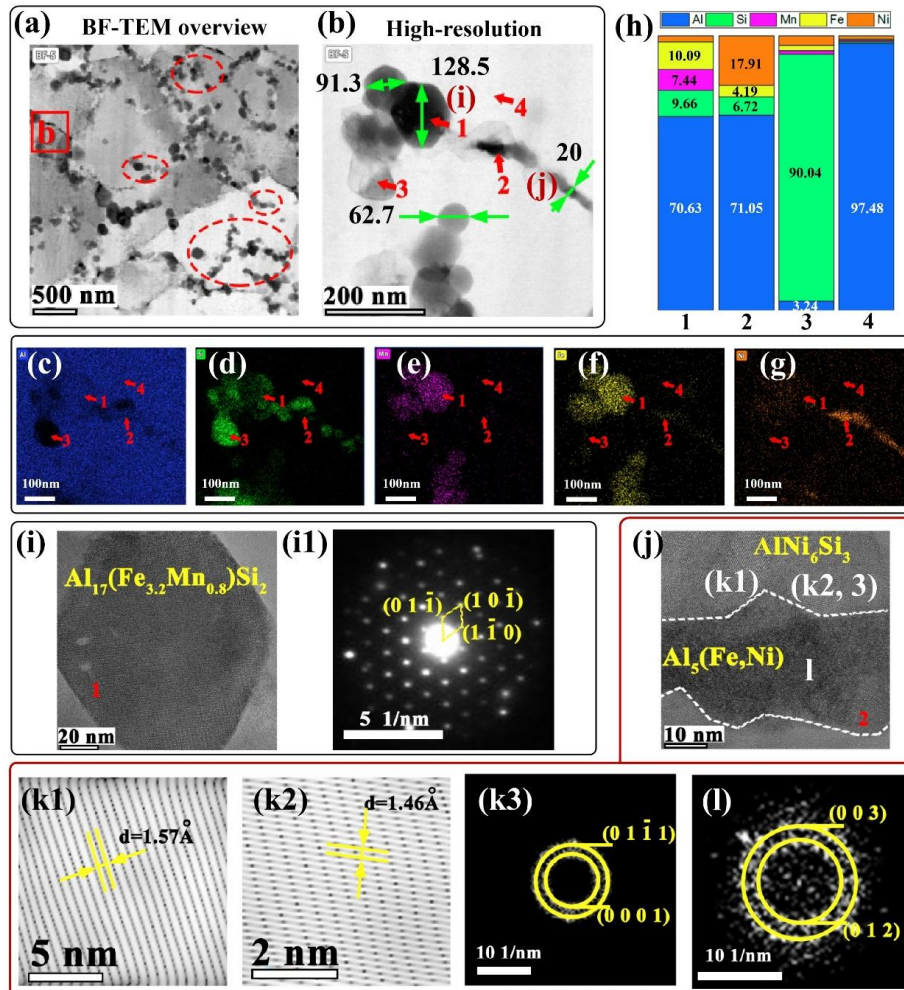 (a) BF-TEM overview
BF-5
b
500 nm
(b) High-resolution
BF-5
91.3
128.5
(i)
1
4
3
2
20
(j)
62.7
200 nm
(h)
Al Si Mn Fe Ni
10.09
7.44
9.66
70.63
17.91
4.19
6.72
71.05
90.04
3.24
97.48
1 2 3 4
(c)
Al
4
1
3
2
100nm
(d)
Si
4
1
3
2
100nm
(e)
Mn
4
1
3
2
100nm
(f)
Fe
4
1
3
2
100nm
(g)
Ni
4
1
3
2
100nm
(i)
Al₁₇(Fe₃.₂Mn₀.₈)Si₂
1
20 nm
(i1)
(0 1 1̄)
(1 0 1̄)
(1 1̄ 0)
5 1/nm
(j)
AlNi₆Si₃
(k1) (k2, 3)
Al₅(Fe,Ni)
l
2
10 nm
(k1)
d=1.57Å
5 nm
(k2)
d=1.46Å
2 nm
(k3)
(0 1 1̄ 1)
(0 0 0 1)
10 1/nm
(l)
(0 0 3)
(0 1 2)
10 1/nm